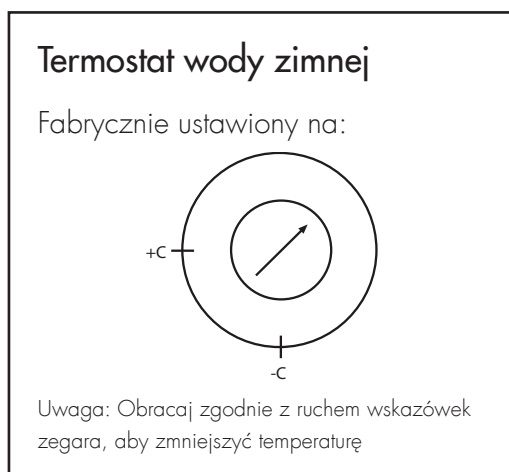 Termostat wody zimnej
Fabrycznie ustawiony na:
+C
-C
Uwaga: Obracaj zgodnie z ruchem wskazówek
zegara, aby zmniejszyć temperaturę